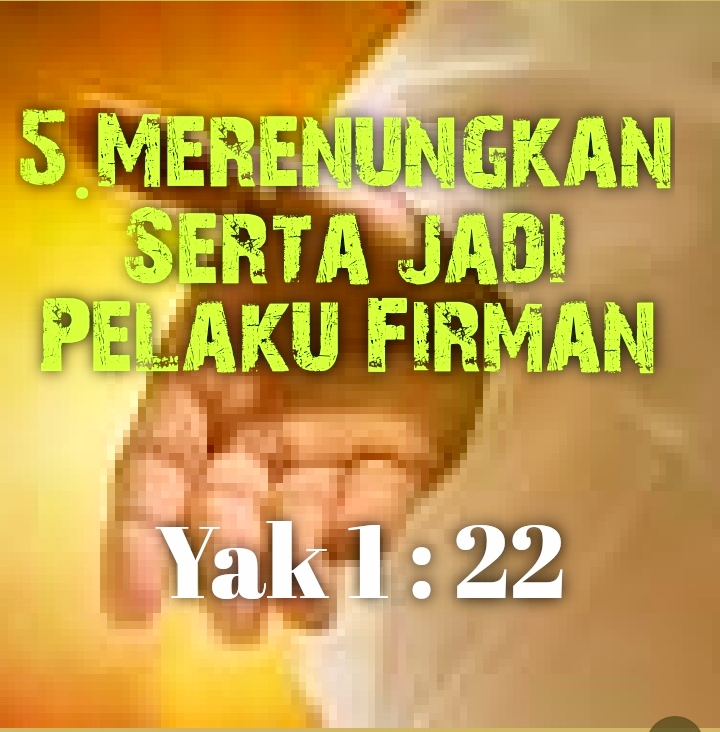 5.MERENUNGKAN
SERTA JADI
PELAKU FIRMAN
Yak 1 : 22